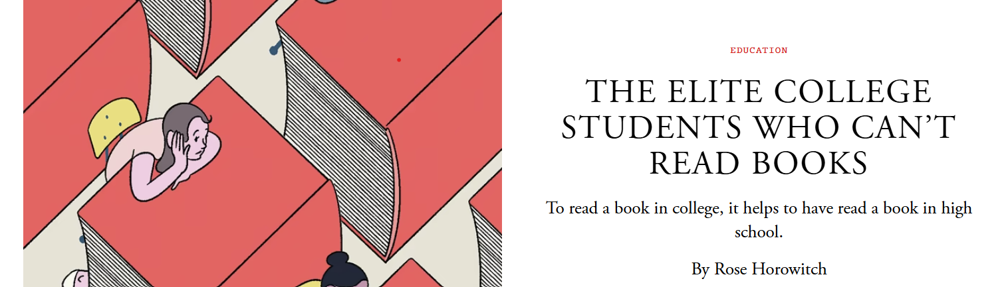 EDUCATION
THE ELITE COLLEGE
STUDENTS WHO CAN’T
READ BOOKS
To read a book in college, it helps to have read a book in high
school.
By Rose Horowitch